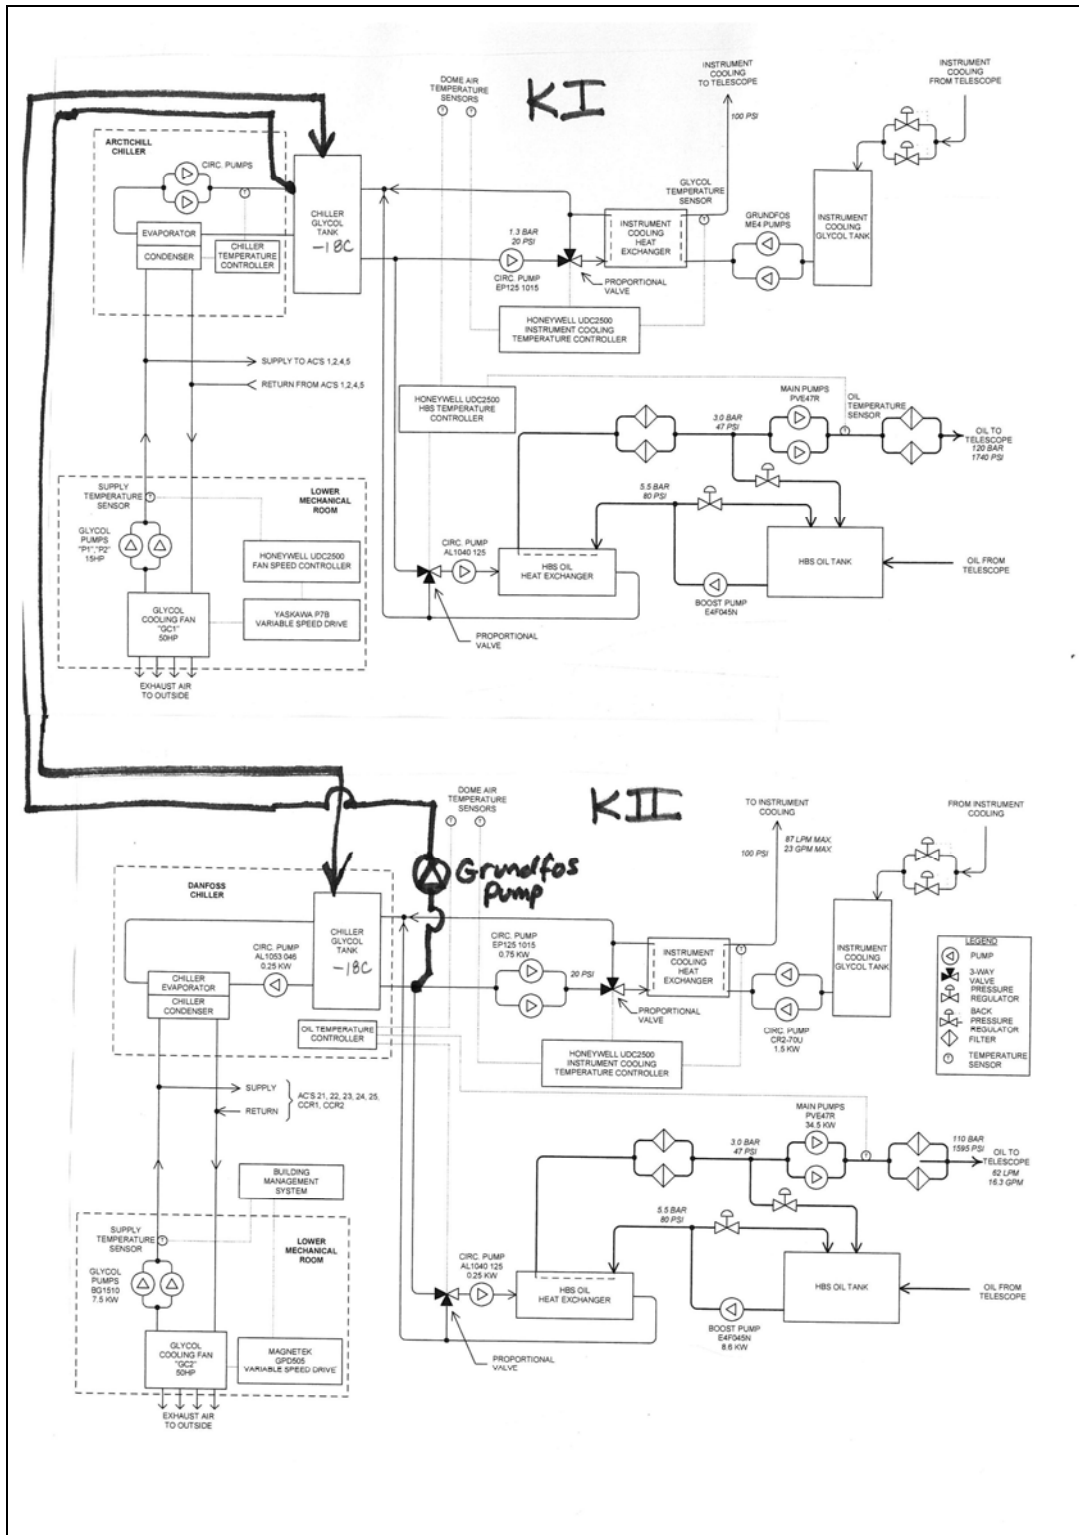 KI
INSTRUMENT
COOLING
TO TELESCOPE
INSTRUMENT
COOLING
FROM TELESCOPE
DOME AIR
TEMPERATURE
SENSORS
100 PSI
ARCTICHILL
CHILLER
CIRC. PUMPS
EVAPORATOR
CONDENSER
CHILLER
TEMPERATURE
CONTROLLER
CHILLER
GLYCOL
TANK
-18C
GLYCOL
TEMPERATURE
SENSOR
1.3 BAR
20 PSI
CIRC. PUMP
EP125 1015
PROPORTIONAL
VALVE
INSTRUMENT
COOLING
HEAT
EXCHANGER
GRUNDFOS
ME4 PUMPS
INSTRUMENT
COOLING
GLYCOL TANK
HONEYWELL UDC2500
INSTRUMENT COOLING
TEMPERATURE CONTROLLER
SUPPLY TO AC'S 1,2,4,5
RETURN FROM AC'S 1,2,4,5
HONEYWELL UDC2500
HBS TEMPERATURE
CONTROLLER
MAIN PUMPS
PVE47R
OIL
TEMPERATURE
SENSOR
3.0 BAR
47 PSI
OIL TO
TELESCOPE
120 BAR
1740 PSI
5.5 BAR
80 PSI
SUPPLY
TEMPERATURE
SENSOR
LOWER
MECHANICAL
ROOM
GLYCOL
PUMPS
"P1","P2"
15HP
HONEYWELL UDC2500
FAN SPEED CONTROLLER
YASKAWA P7B
VARIABLE SPEED DRIVE
GLYCOL
COOLING FAN
"GC1"
50HP
EXHAUST AIR
TO OUTSIDE
CIRC. PUMP
AL1040 125
HBS OIL
HEAT EXCHANGER
PROPORTIONAL
VALVE
BOOST PUMP
E4F045N
HBS OIL TANK
OIL FROM
TELESCOPE
KII
DOME AIR
TEMPERATURE
SENSORS
TO INSTRUMENT
COOLING
FROM INSTRUMENT
COOLING
87 LPM MAX
23 GPM MAX
100 PSI
Grundfos
Pump
DANFOSS
CHILLER
CHILLER
GLYCOL
TANK
-18C
CIRC. PUMP
AL1053 046
0.25 KW
CHILLER
EVAPORATOR
CHILLER
CONDENSER
OIL TEMPERATURE
CONTROLLER
CIRC. PUMP
EP125 1015
0.75 KW
20 PSI
PROPORTIONAL
VALVE
INSTRUMENT
COOLING
HEAT
EXCHANGER
CIRC. PUMP
CR2-70U
1.5 KW
INSTRUMENT
COOLING
GLYCOL TANK
HONEYWELL UDC2500
INSTRUMENT COOLING
TEMPERATURE CONTROLLER
LEGEND
PUMP
3-WAY
VALVE
PRESSURE
REGULATOR
BACK
PRESSURE
REGULATOR
FILTER
TEMPERATURE
SENSOR
SUPPLY
RETURN
AC'S 21, 22, 23, 24, 25,
CCR1, CCR2
BUILDING
MANAGEMENT
SYSTEM
MAIN PUMPS
PVE47R
34.5 KW
3.0 BAR
47 PSI
110 BAR
1595 PSI
OIL TO
TELESCOPE
62 LPM
16.3 GPM
5.5 BAR
80 PSI
SUPPLY
TEMPERATURE
SENSOR
LOWER
MECHANICAL
ROOM
GLYCOL
PUMPS
BG1510
7.5 KW
GLYCOL
COOLING FAN
"GC2"
50HP
MAGNETEK
GPD505
VARIABLE SPEED DRIVE
EXHAUST AIR
TO OUTSIDE
CIRC. PUMP
AL1040 125
0.25 KW
HBS OIL
HEAT EXCHANGER
PROPORTIONAL
VALVE
BOOST PUMP
E4F045N
8.6 KW
HBS OIL TANK
OIL FROM
TELESCOPE